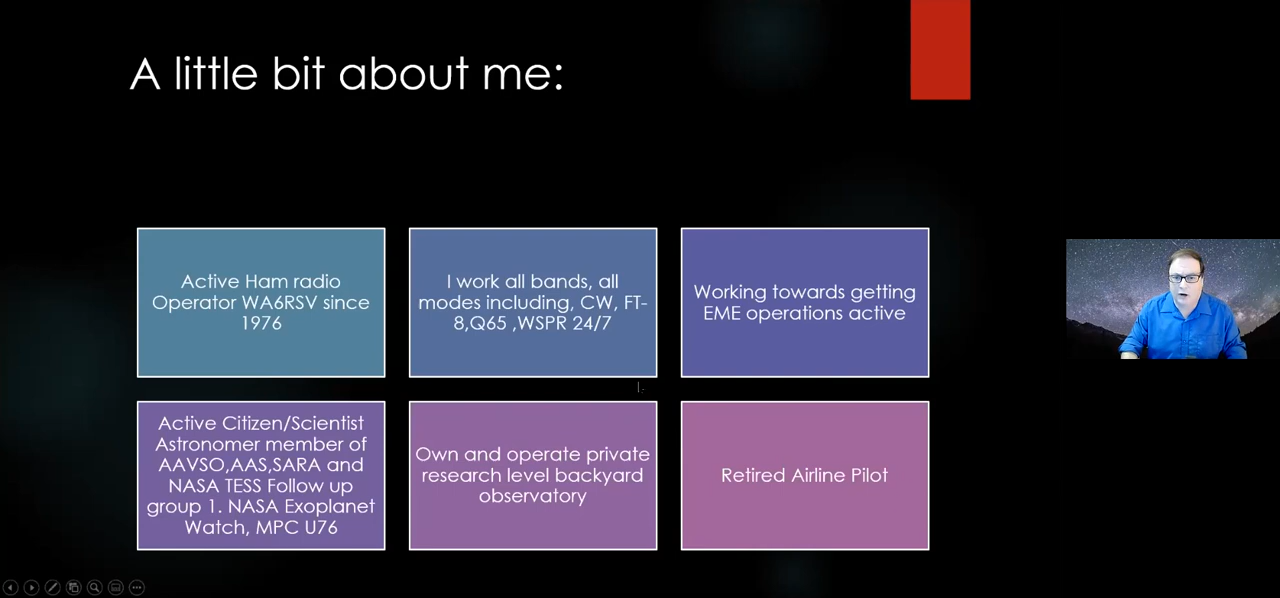 A little bit about me:
Active Ham radio
Operator WA6RSV since
1976
I work all bands, all
modes including, CW, FT-
8,Q65 ,WSPR 24/7
Working towards getting
EME operations active
Active Citizen/Scientist
Astronomer member of
AAVSO,AAS,SARA and
NASA TESS Follow up
group 1. NASA Exoplanet
Watch, MPC U76
Own and operate private
research level backyard
observatory
Retired Airline Pilot